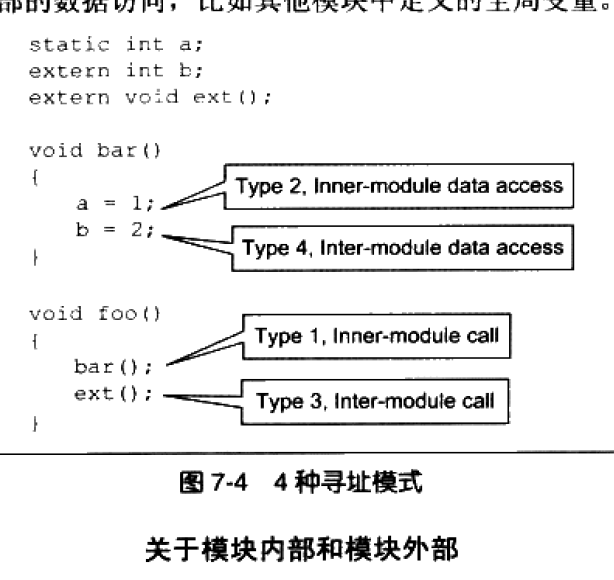 部的数据访问，比如其他模块中定义的全局变量。
static int a;
extern int b;
extern void ext();
void bar()
{
a = 1;
Type 2, Inner-module data access
b = 2;
Type 4, Inter-module data access
}
void foo()
{
bar();
Type 1, Inner-module call
ext();
Type 3, Inter-module call
}
图 7-4 4 种寻址模式
关于模块内部和模块外部